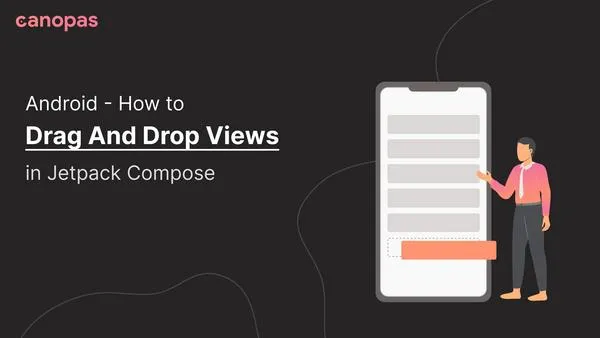 canopas
Android - How to
Drag And Drop Views
in Jetpack Compose